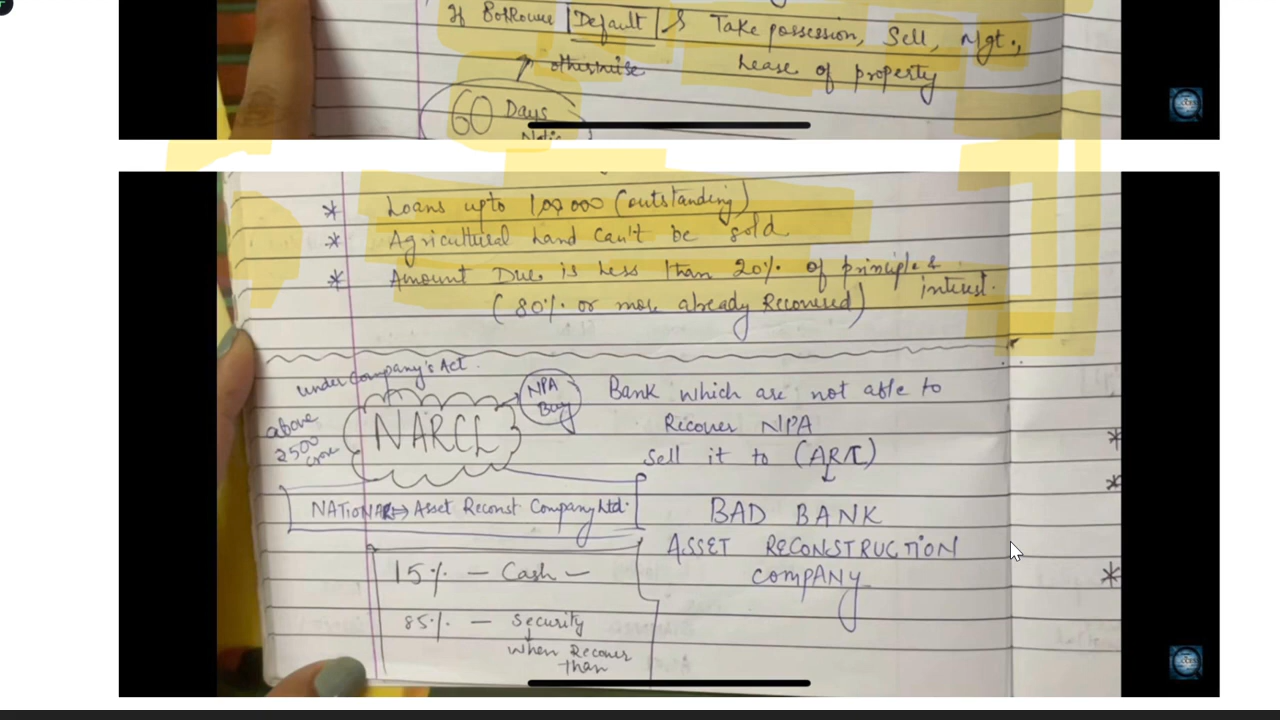 If Borrower Default Take possession, Sell, Mgt.,
otherwise Lease of property
60 Days
* Loans upto 1,00,000 (outstanding)
* Agricultural Land Can't be sold
* Amount Due is Less than 20% of principle &
interest.
(80% or more already Recovered)
under Company's Act.
above
2500
crore
NARCL
NPA
Buy
NATIONAL Asset Reconst Company Ltd.
15% — Cash —
85% — Security
When Recover
than
Bank which are not able to
Recover NPA
Sell it to (ARC)
BAD BANK
ASSET RECONSTRUCTION
COMPANY
*
*
*